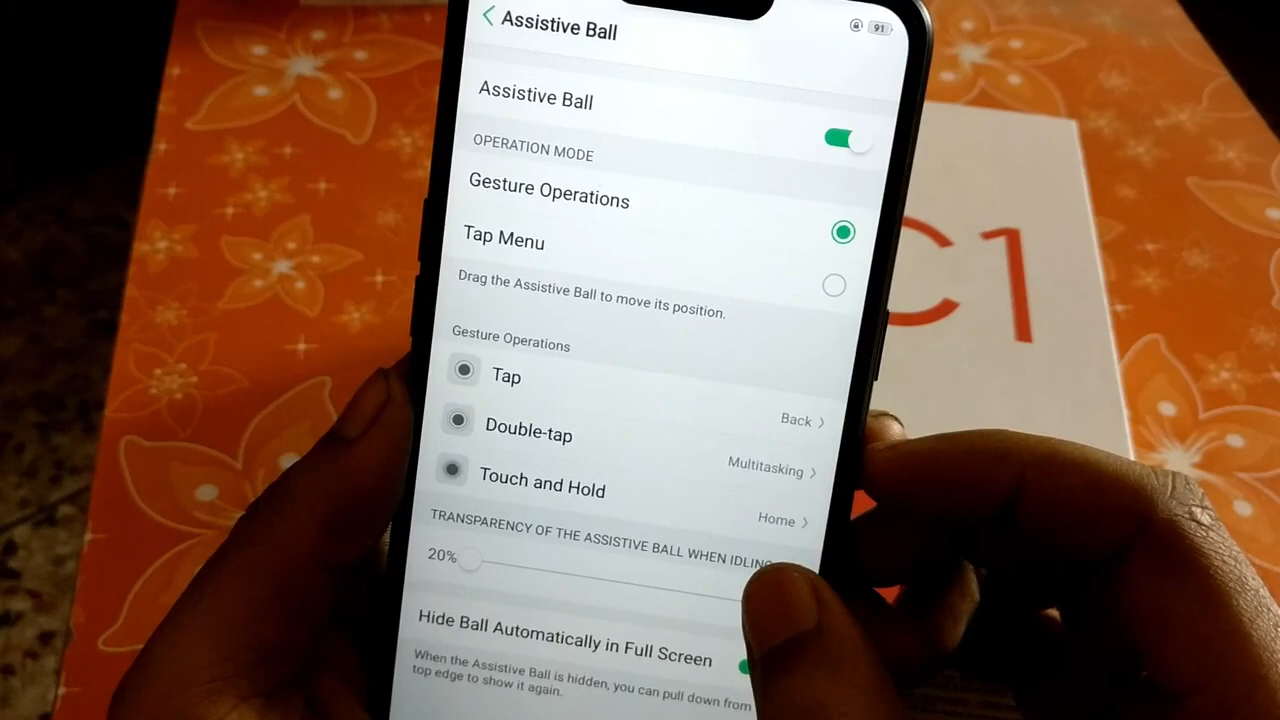 Assistive Ball
91
Assistive Ball
OPERATION MODE
Gesture Operations
Tap Menu
Drag the Assistive Ball to move its position.
Gesture Operations
Tap
Back
Double-tap
Multitasking
Touch and Hold
Home
TRANSPARENCY OF THE ASSISTIVE BALL WHEN IDLING
20%
Hide Ball Automatically in Full Screen
When the Assistive Ball is hidden, you can pull down from
top edge to show it again.
C1